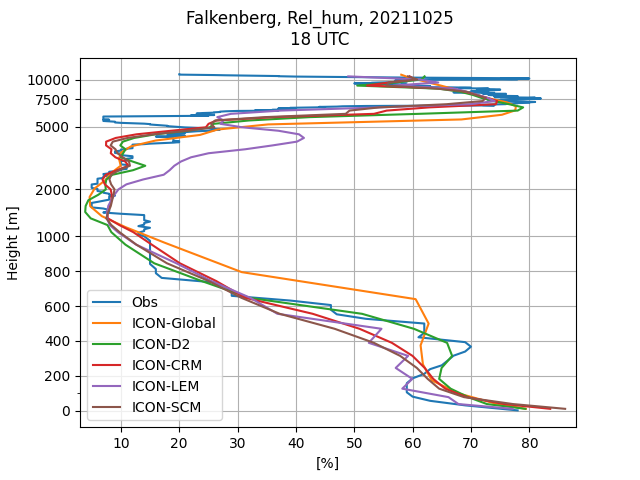 Falkenberg, Rel_hum, 20211025
18 UTC
10000
7500
5000
2000
1000
800
600
400
200
0
Height [m]
Obs
ICON-Global
ICON-D2
ICON-CRM
ICON-LEM
ICON-SCM
10 20 30 40 50 60 70 80
[%]